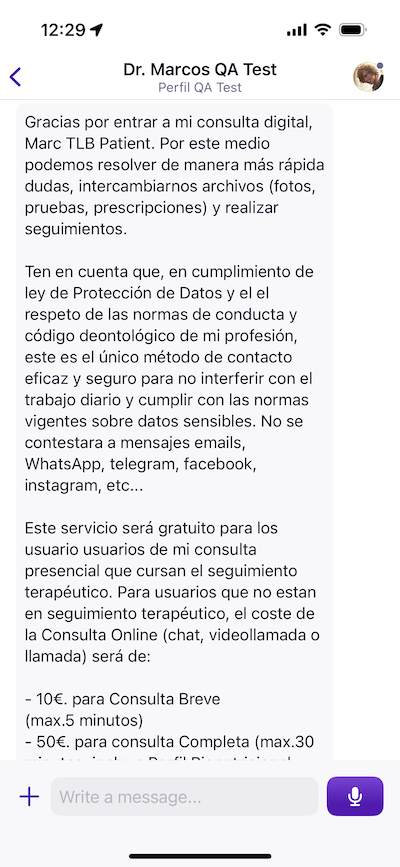 12:29
Dr. Marcos QA Test
Perfil QA Test
Gracias por entrar a mi consulta digital,
Marc TLB Patient. Por este medio
podemos resolver de manera más rápida
dudas, intercambiarnos archivos (fotos,
pruebas, prescripciones) y realizar
seguimientos.
Ten en cuenta que, en cumplimiento de
ley de Protección de Datos y el el
respeto de las normas de conducta y
código deontológico de mi profesión,
este es el único método de contacto
eficaz y seguro para no interferir con el
trabajo diario y cumplir con las normas
vigentes sobre datos sensibles. No se
contestara a mensajes emails,
WhatsApp, telegram, facebook,
instagram, etc...
Este servicio será gratuito para los
usuario usuarios de mi consulta
presencial que cursan el seguimiento
terapéutico. Para usuarios que no estan
en seguimiento terapéutico, el coste de
la Consulta Online (chat, videollamada o
llamada) será de:
- 10€. para Consulta Breve
(max.5 minutos)
- 50€. para consulta Completa (max.30
Write a message...